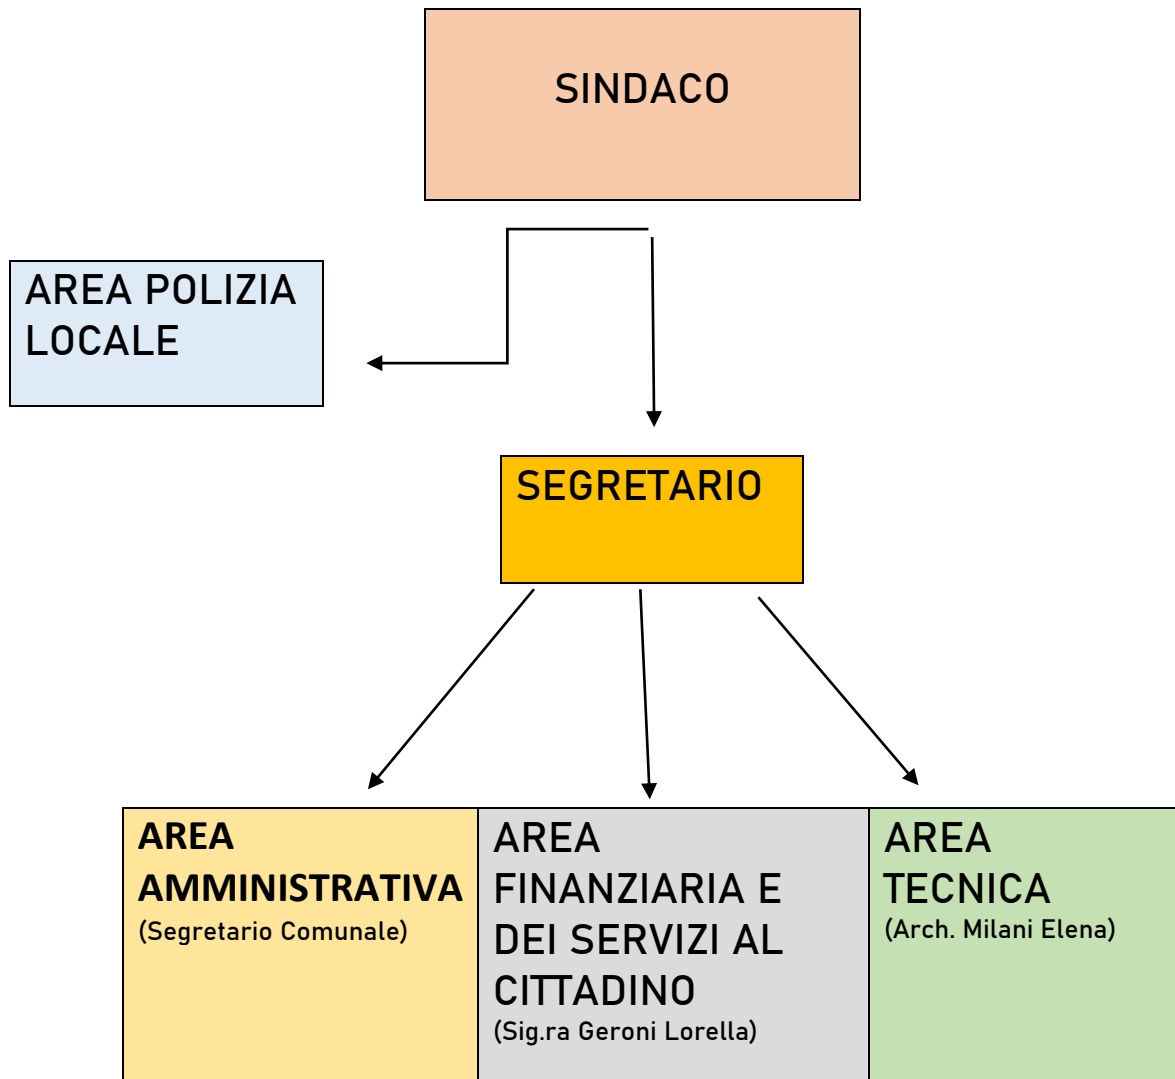 SINDACO
AREA POLIZIA
LOCALE
SEGRETARIO
AREA
AMMINISTRATIVA
(Segretario Comunale)
AREA
FINANZIARIA E
DEI SERVIZI AL
CITTADINO
(Sig.ra Geroni Lorella)
AREA
TECNICA
(Arch. Milani Elena)